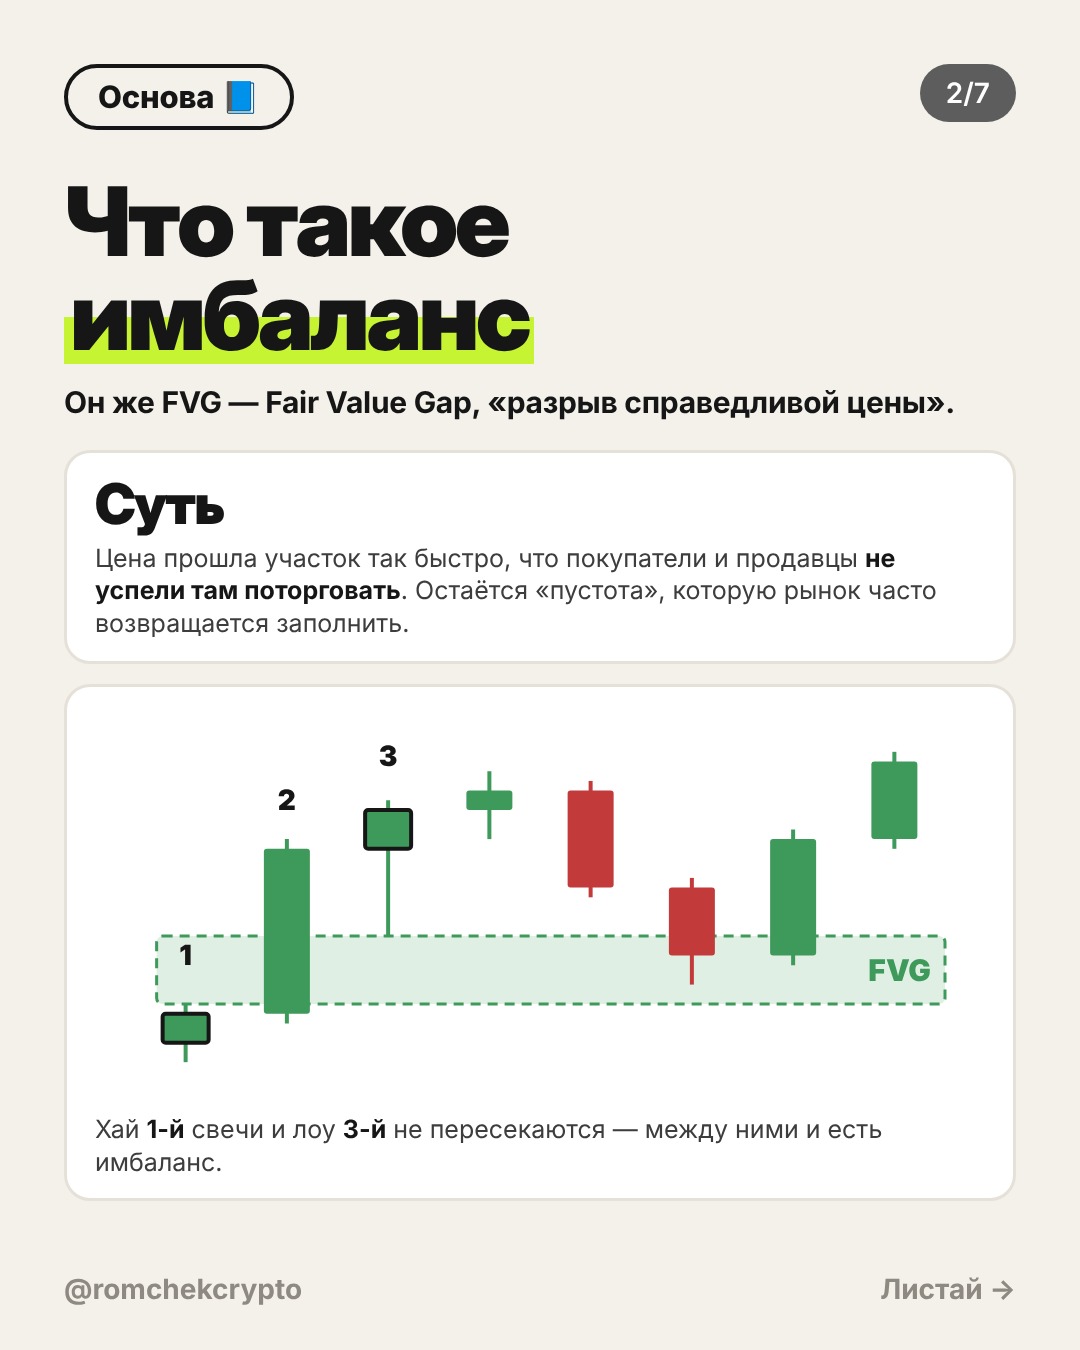 Основа 📘
2/7
Что такое
имбаланс
Он же FVG — Fair Value Gap, «разрыв справедливой цены».
Суть
Цена прошла участок так быстро, что покупатели и продавцы не
успели там поторговать. Остаётся «пустота», которую рынок часто
возвращается заполнить.
3
2
1
FVG
Хай 1-й свечи и лоу 3-й не пересекаются — между ними и есть
имбаланс.
@romchekcrypto
Листай →